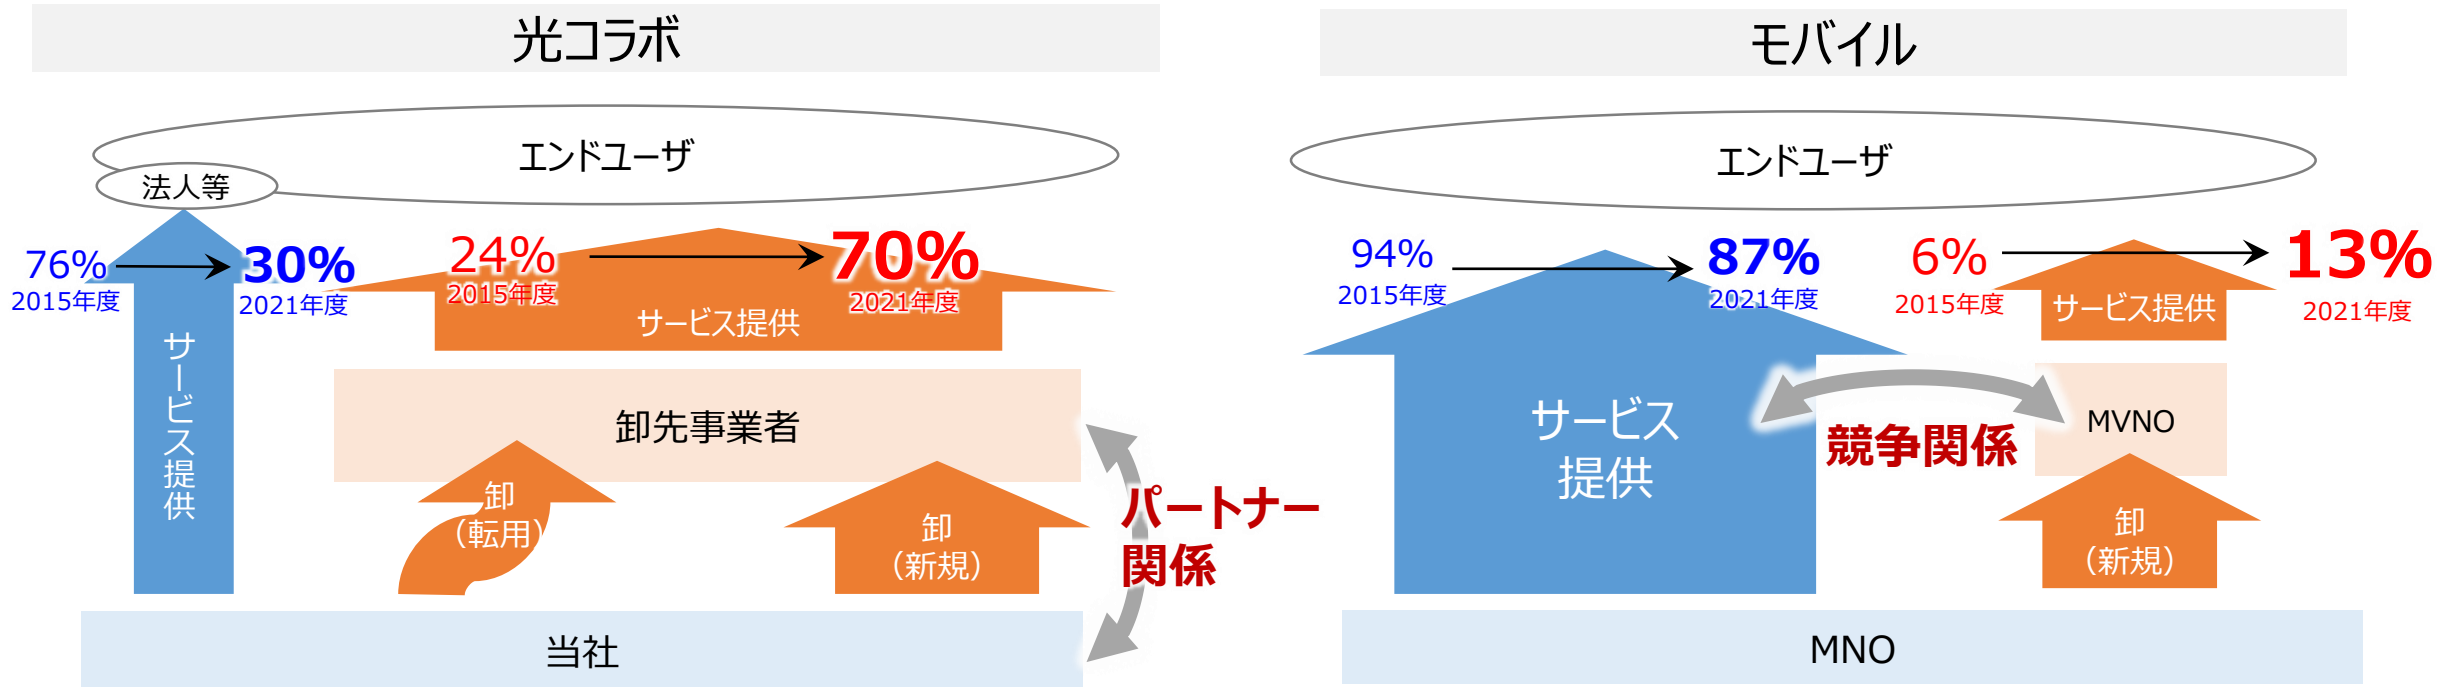 光コラボ
エンドユーザ
法人等
76%
2015年度
30%
2021年度
24%
2015年度
70%
2021年度
サービス提供
サービス提供
卸先事業者
卸
（転用）
卸
（新規）
パートナー
関係
当社
モバイル
エンドユーザ
94%
2015年度
87%
2021年度
6%
2015年度
13%
2021年度
サービス提供
サービス
提供
競争関係
MVNO
卸
（新規）
MNO